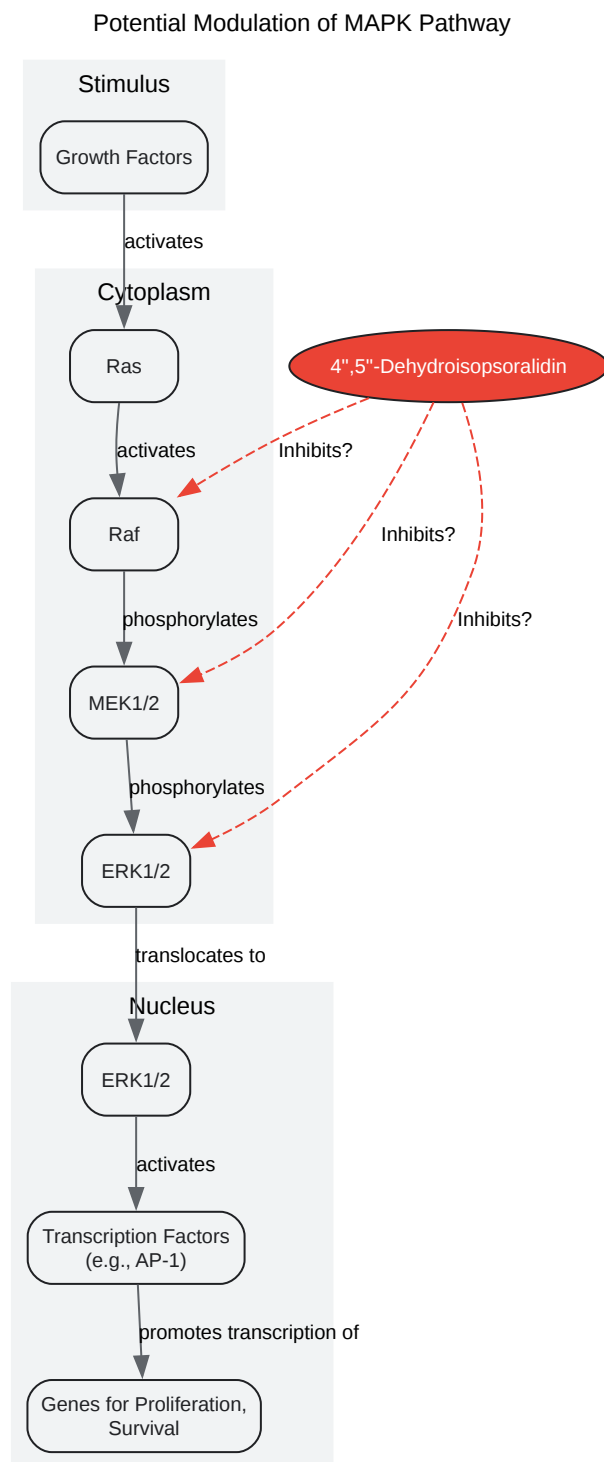 Potential Modulation of MAPK Pathway
Stimulus
Growth Factors
activates
Cytoplasm
Ras
4",5"-Dehydroisopsoralidin
activates
Inhibits?
Raf
Inhibits?
phosphorylates
Inhibits?
MEK1/2
phosphorylates
ERK1/2
translocates to
Nucleus
ERK1/2
activates
Transcription Factors
(e.g., AP-1)
promotes transcription of
Genes for Proliferation,
Survival